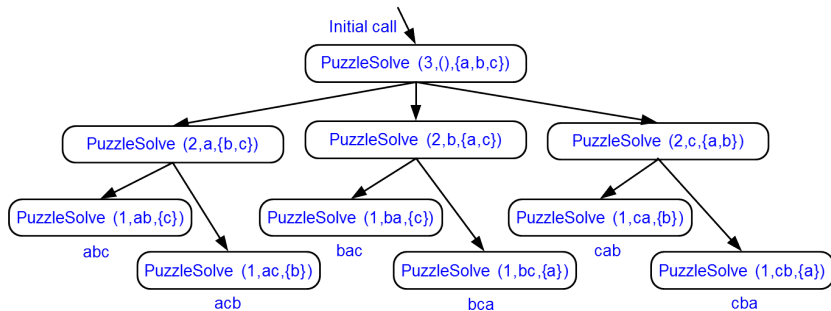 Initial call
PuzzleSolve (3,(),{a,b,c})
PuzzleSolve (2,a,{b,c})
PuzzleSolve (2,b,{a,c})
PuzzleSolve (2,c,{a,b})
PuzzleSolve (1,ab,{c})
PuzzleSolve (1,ba,{c})
PuzzleSolve (1,ca,{b})
abc
bac
cab
PuzzleSolve (1,ac,{b})
PuzzleSolve (1,bc,{a})
PuzzleSolve (1,cb,{a})
acb
bca
cba